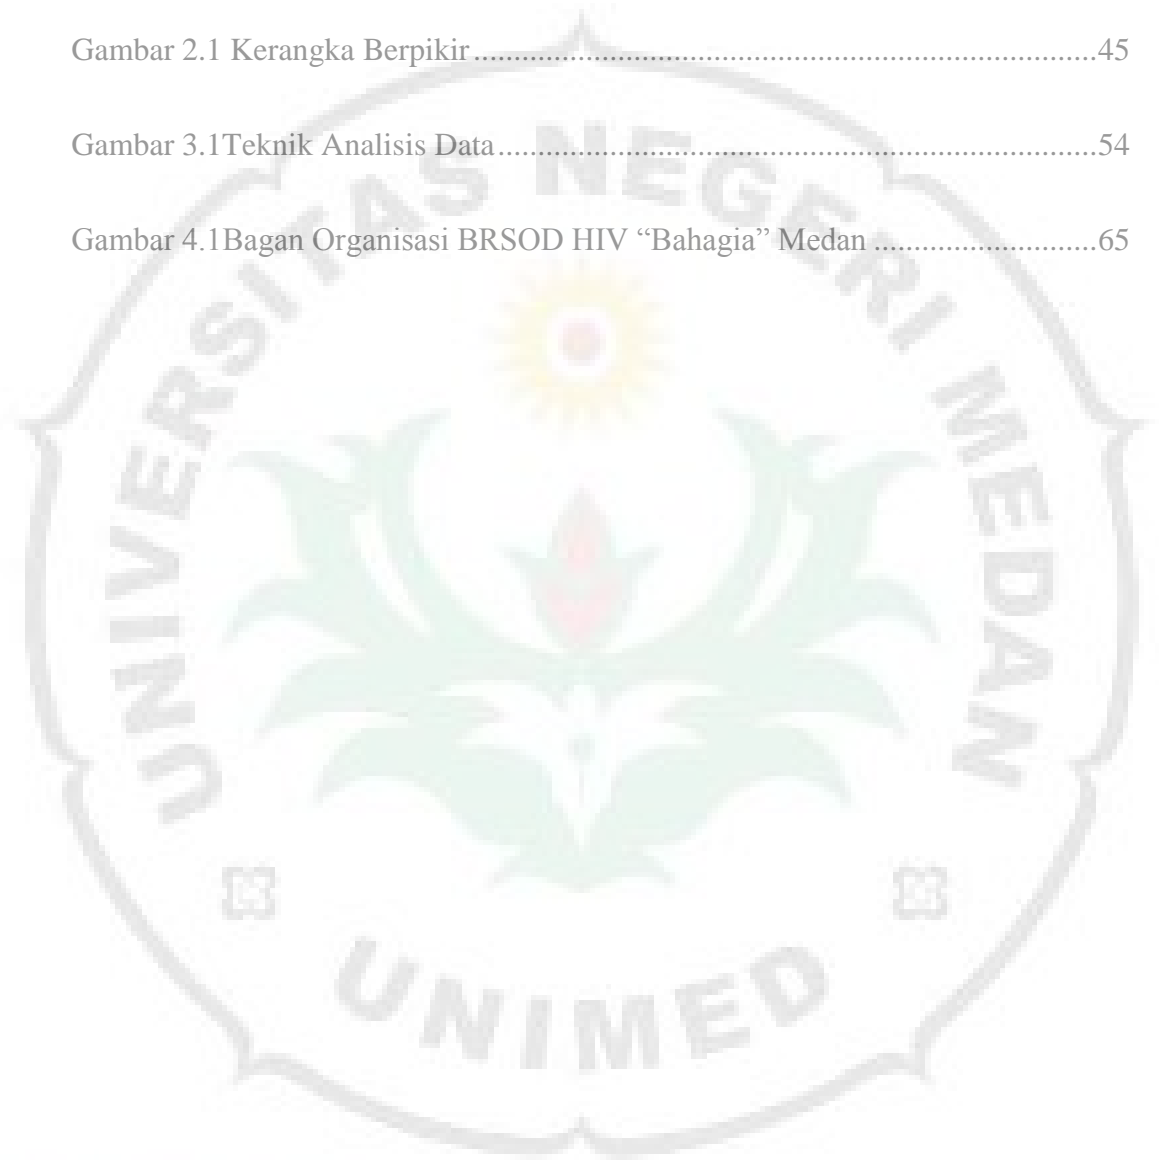 Gambar 2.1 Kerangka Berpikir..............................................................................45
Gambar 3.1Teknik Analisis Data...........................................................................54
Gambar 4.1Bagan Organisasi BRSOD HIV “Bahagia” Medan ............................65
UNIVERSITAS NEGERI MEDAN
UNIMED